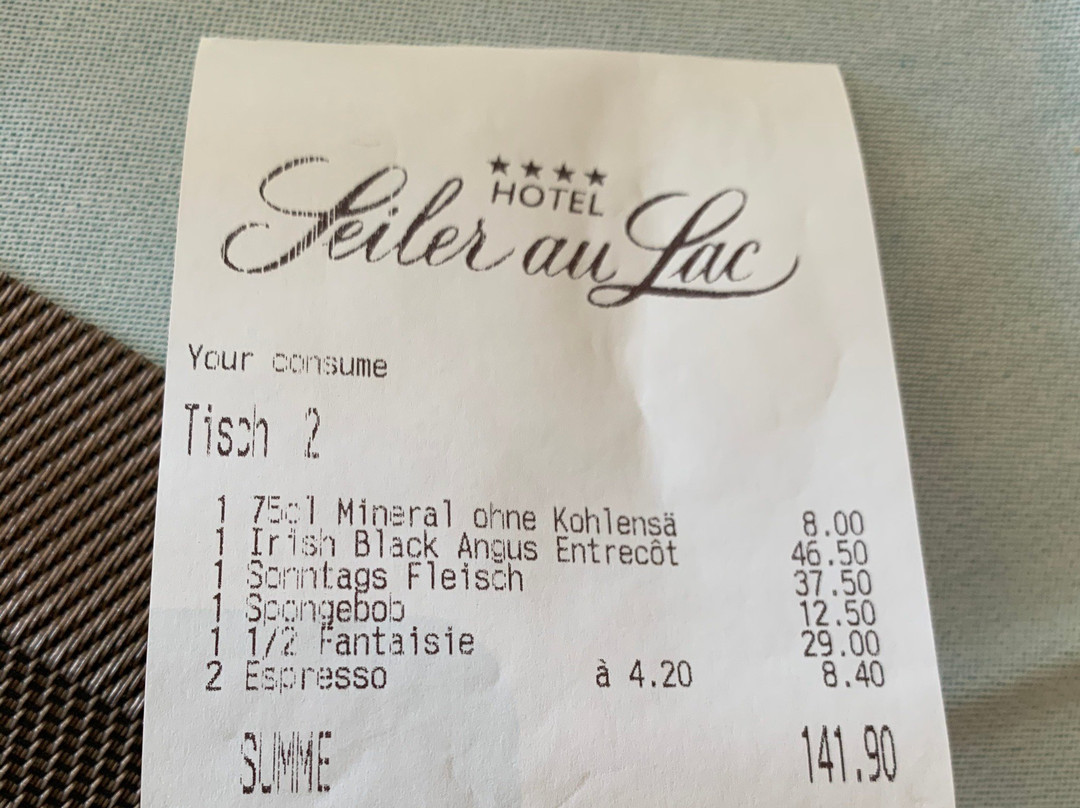 ★★★★
HOTEL
Seiler au Lac
Your consume
Tisch 2
1 75cl Mineral ohne Kohlensä 8.00
1 Irish Black Angus Entrecôt 46.50
1 Sonntags Fleisch 37.50
1 Spongebob 12.50
1 1/2 Fantaisie 29.00
2 Espresso à 4.20 8.40
SUMME 141.90